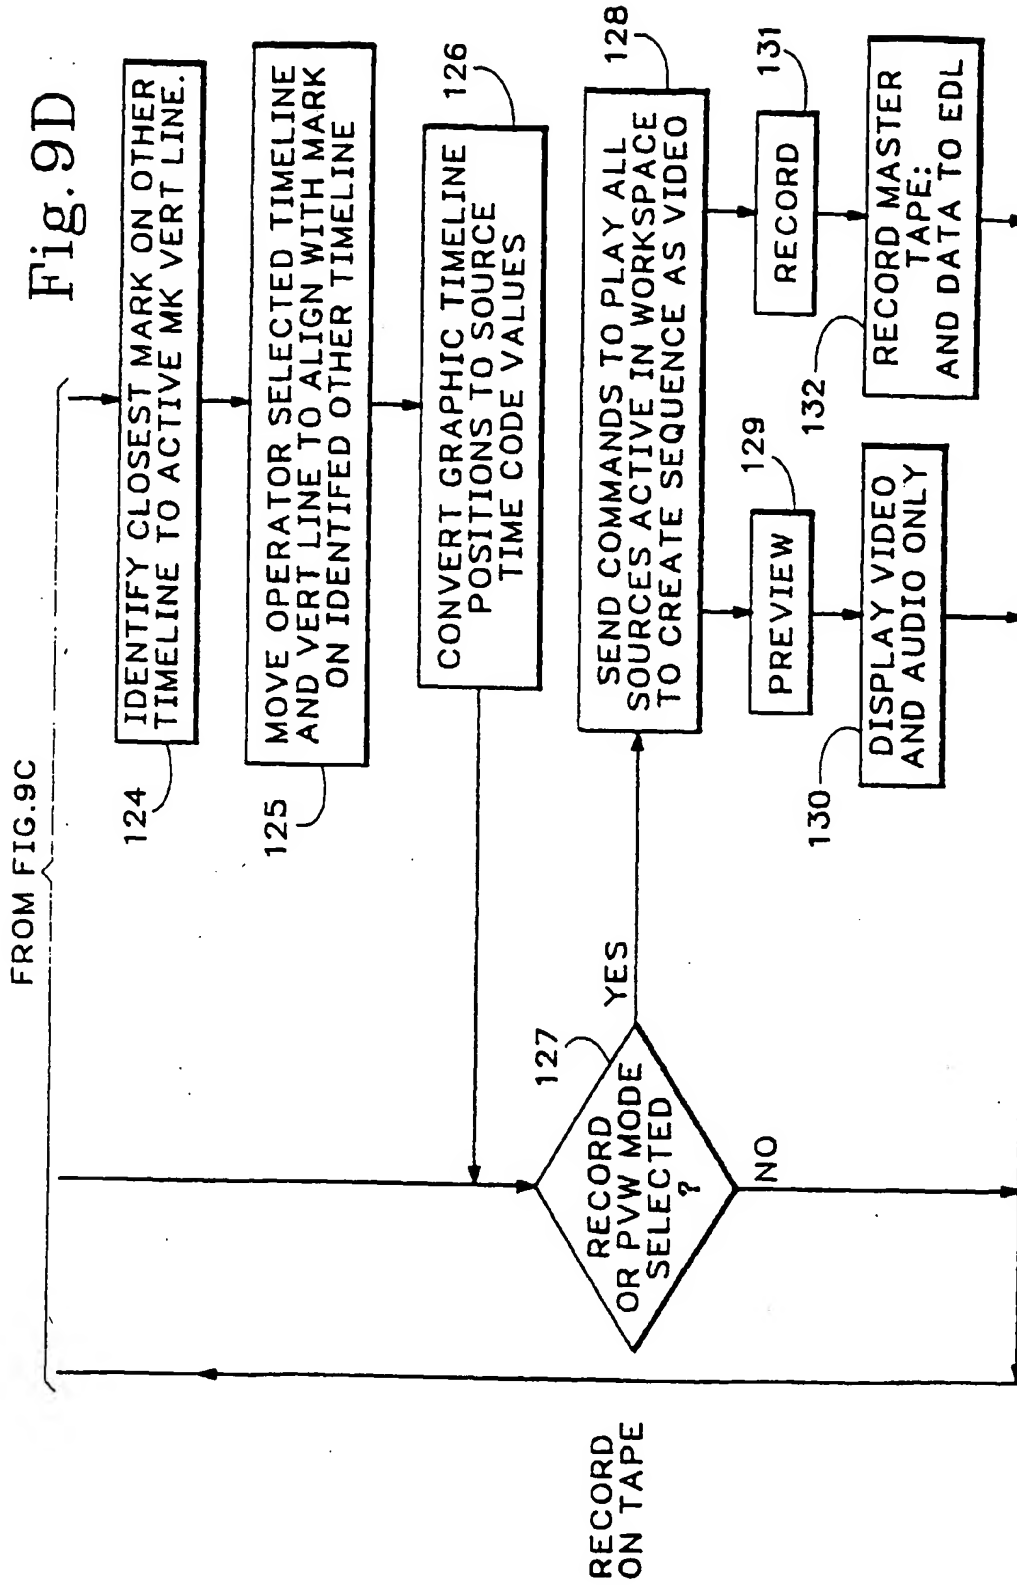 Fig.9D
FROM FIG.9C
IDENTIFY CLOSEST MARK ON OTHER
TIMELINE TO ACTIVE MK VERT LINE.
124
MOVE OPERATOR SELECTED TIMELINE
AND VERT LINE TO ALIGN WITH MARK
ON IDENTIFED OTHER TIMELINE
125
CONVERT GRAPHIC TIMELINE
POSITIONS TO SOURCE
TIME CODE VALUES
126
RECORD
ON TAPE
RECORD
OR PVW MODE
SELECTED
?
127
YES
NO
SEND COMMANDS TO PLAY ALL
SOURCES ACTIVE IN WORKSPACE
TO CREATE SEQUENCE AS VIDEO
128
PREVIEW
129
RECORD
131
DISPLAY VIDEO
AND AUDIO ONLY
130
RECORD MASTER
TAPE:
AND DATA TO EDL
132